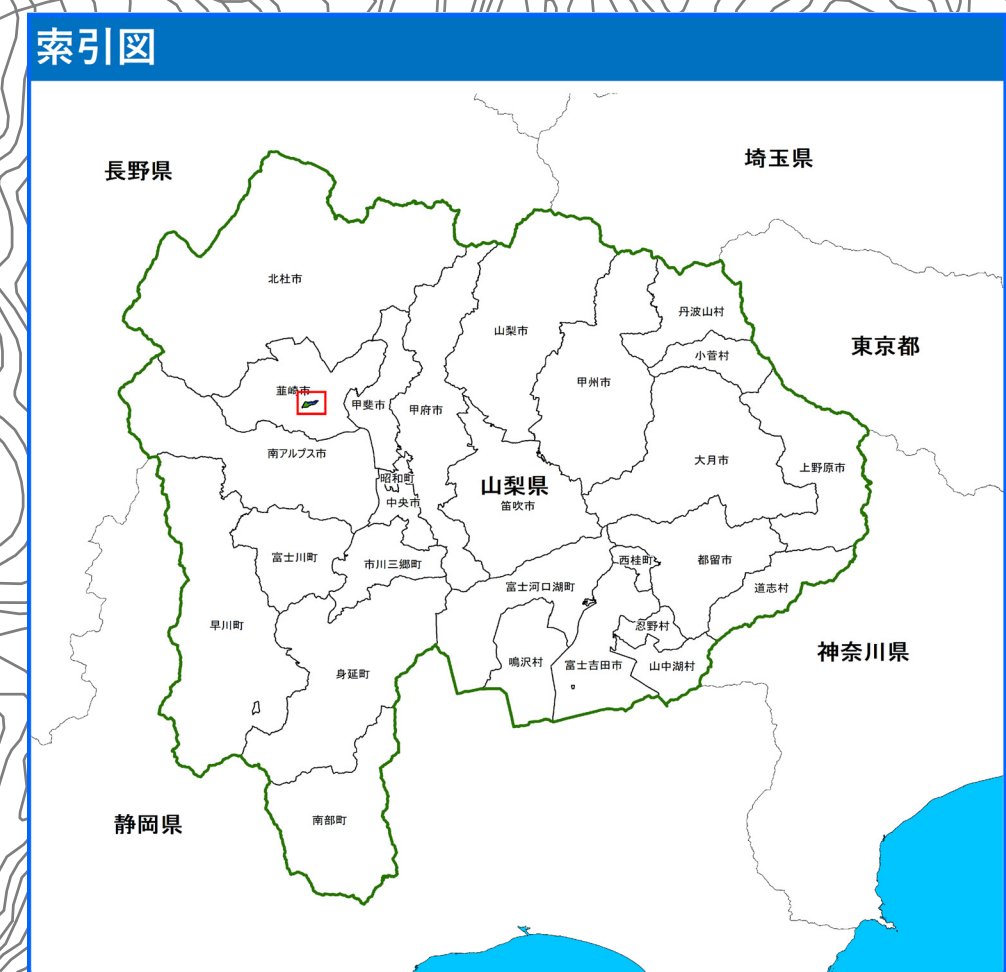 索引図
埼玉県
長野県
北杜市
丹波山村
山梨市
東京都
小菅村
甲州市
韮崎市
甲斐市
甲府市
南アルプス市
大月市
上野原市
昭和町
山梨県
中央市
笛吹市
富士川町
市川三郷町
西桂町
都留市
富士河口湖町
道志村
早川町
忍野村
神奈川県
鳴沢村
富士吉田市
山中湖村
身延町
静岡県
南部町